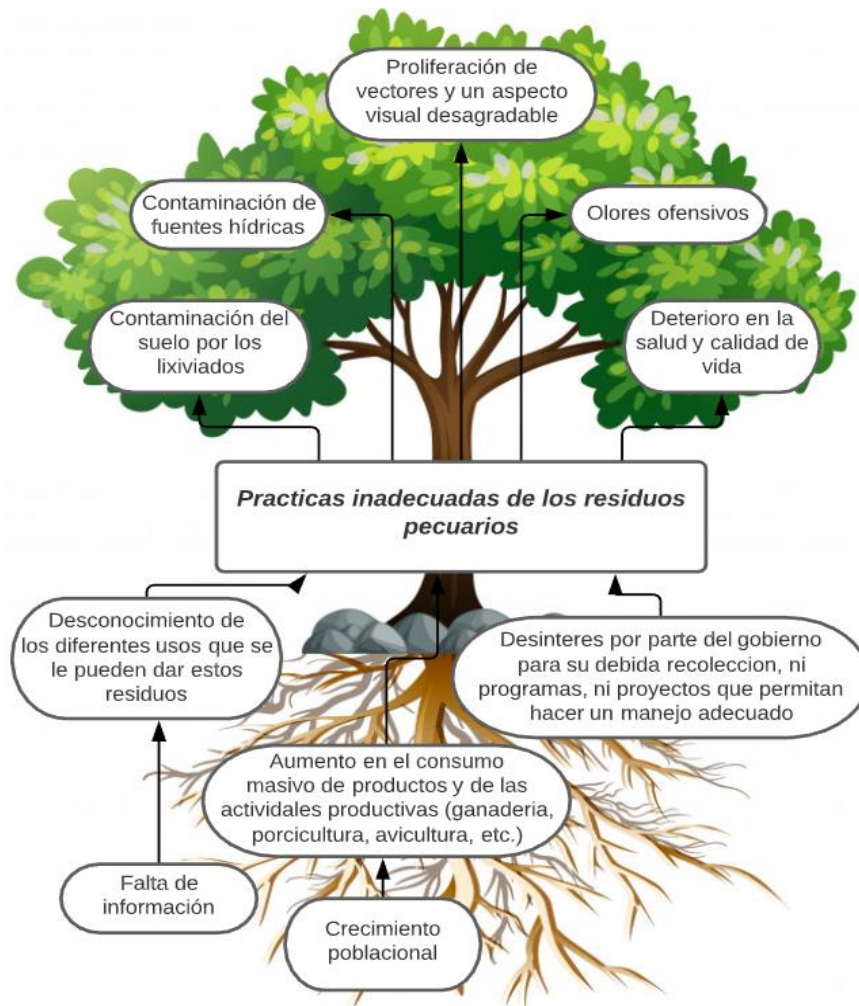 Proliferación de
vectores y un aspecto
visual desagradable
Contaminación de
fuentes hídricas
Olores ofensivos
Contaminación del
suelo por los
lixiviados
Deterioro en la
salud y calidad de
vida
Practicas inadecuadas de los residuos
pecuarios
Desconocimiento de
los diferentes usos que se
le pueden dar estos
residuos
Desinteres por parte del gobierno
para su debida recoleccion, ni
programas, ni proyectos que permitan
hacer un manejo adecuado
Aumento en el consumo
masivo de productos y de las
actividales productivas (ganaderia,
porcicultura, avicultura, etc.)
Falta de
información
Crecimiento
poblacional